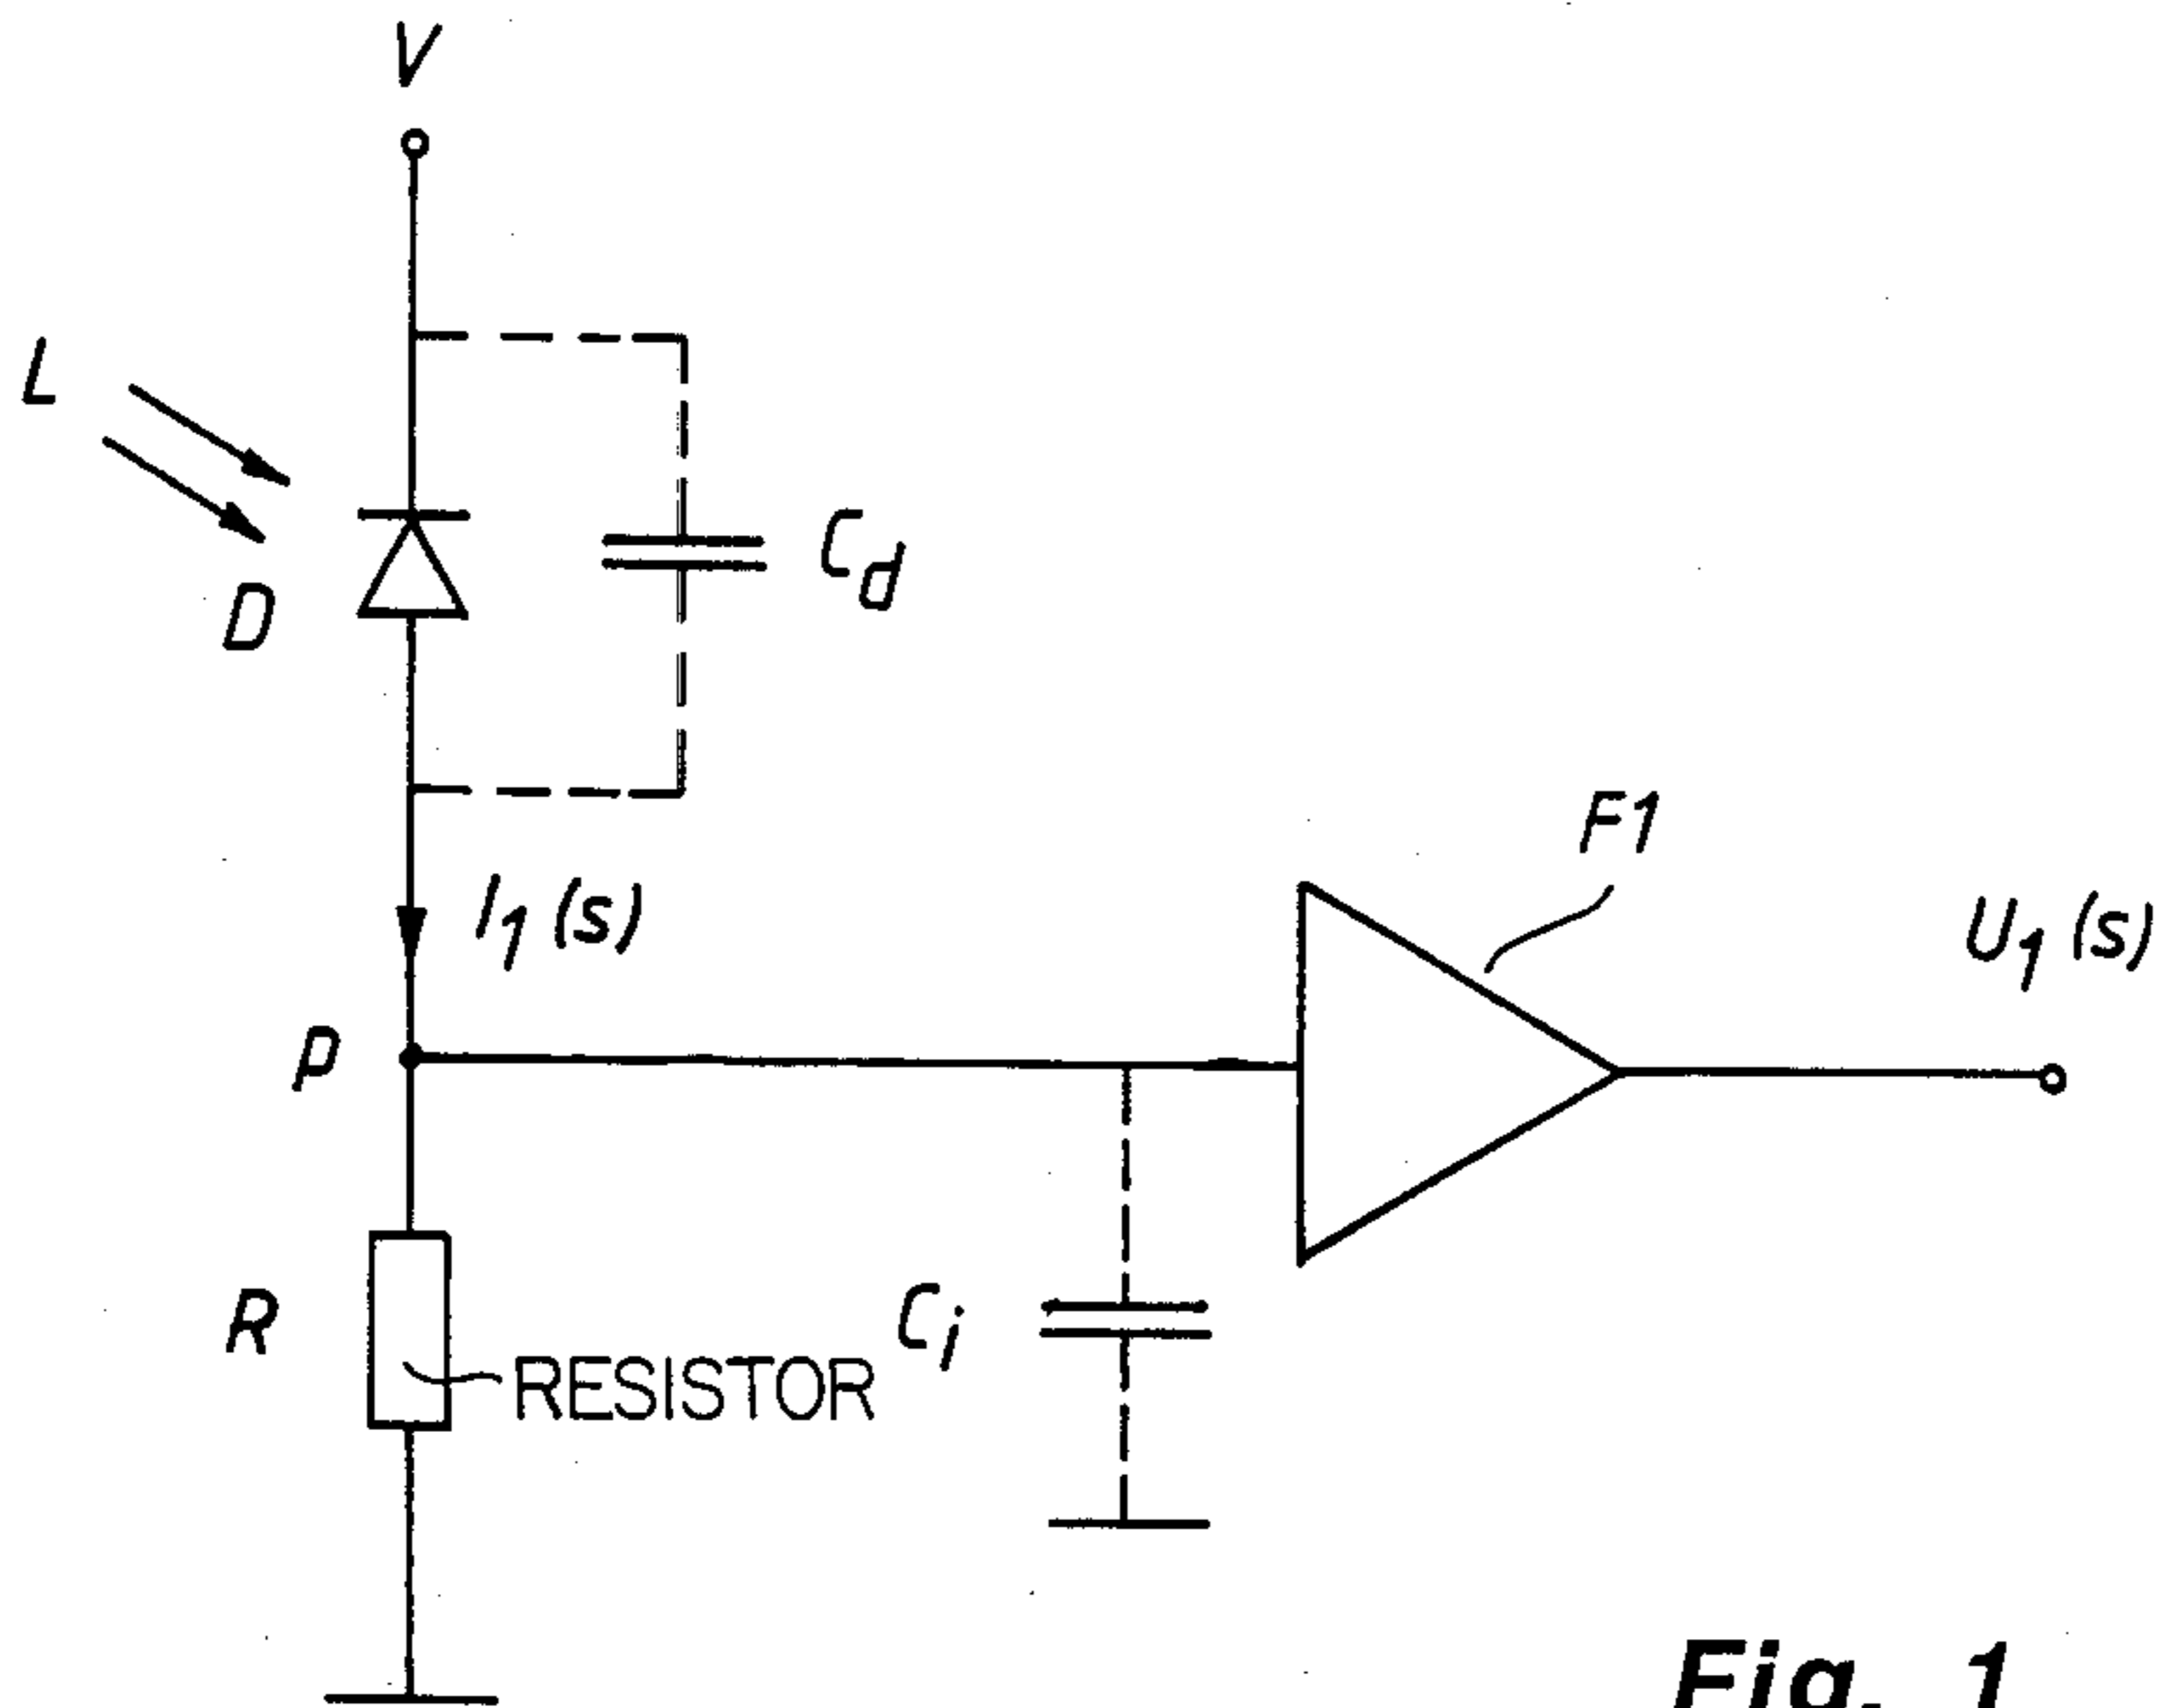 V
L
D
C_d
I_1 (s)
F1
U_1 (s)
P
R
RESISTOR
C_i
Fig. 1